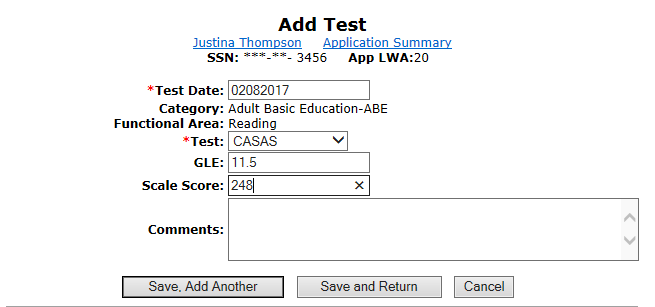 Add Test
Justina Thompson Application Summary
SSN: ***-**- 3456 App LWA:20
*Test Date: 02082017
Category: Adult Basic Education-ABE
Functional Area: Reading
*Test: CASAS
GLE: 11.5
Scale Score: 248
Comments:
Save, Add Another Save and Return Cancel